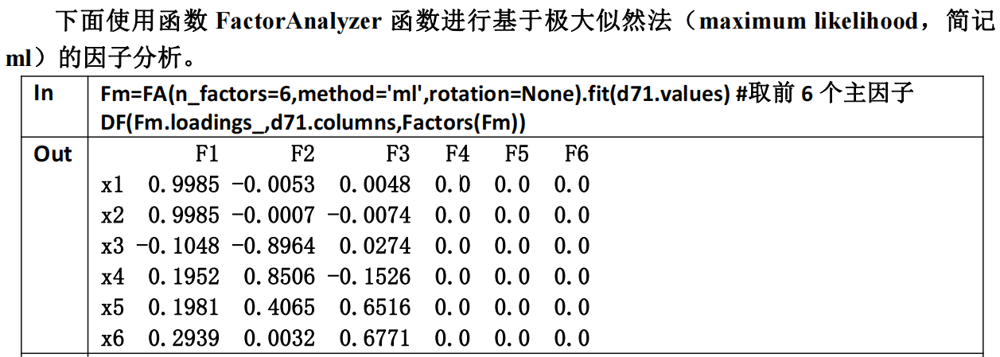 下面使用函数 FactorAnalyzer 函数进行基于极大似然法（maximum likelihood，简记
ml）的因子分析。
In Fm=FA(n_factors=6,method='ml',rotation=None).fit(d71.values) #取前 6 个主因子
DF(Fm.loadings_,d71.columns,Factors(Fm))
Out F1 F2 F3 F4 F5 F6
x1 0.9985 -0.0053 0.0048 0.0 0.0 0.0
x2 0.9985 -0.0007 -0.0074 0.0 0.0 0.0
x3 -0.1048 -0.8964 0.0274 0.0 0.0 0.0
x4 0.1952 0.8506 -0.1526 0.0 0.0 0.0
x5 0.1981 0.4065 0.6516 0.0 0.0 0.0
x6 0.2939 0.0032 0.6771 0.0 0.0 0.0